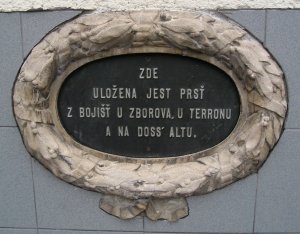 ZDE
ULOŽENA JEST PRSŤ
Z BOJIŠŤ U ZBOROVA, U TERRONU
A NA DOSS' ALTU.